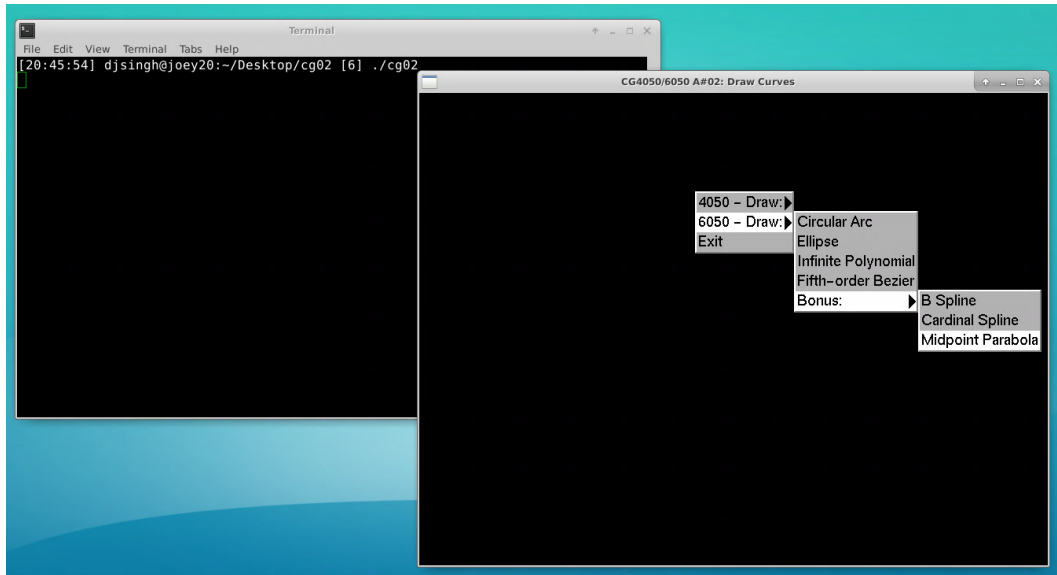 Terminal
File Edit View Terminal Tabs Help
[20:45:54] djsingh@joey20:~/Desktop/cg02 [6] ./cg02
CG4050/6050 A#02: Draw Curves
4050 - Draw:
6050 - Draw:
Exit
Circular Arc
Ellipse
Infinite Polynomial
Fifth-order Bezier
Bonus:
B Spline
Cardinal Spline
Midpoint Parabola